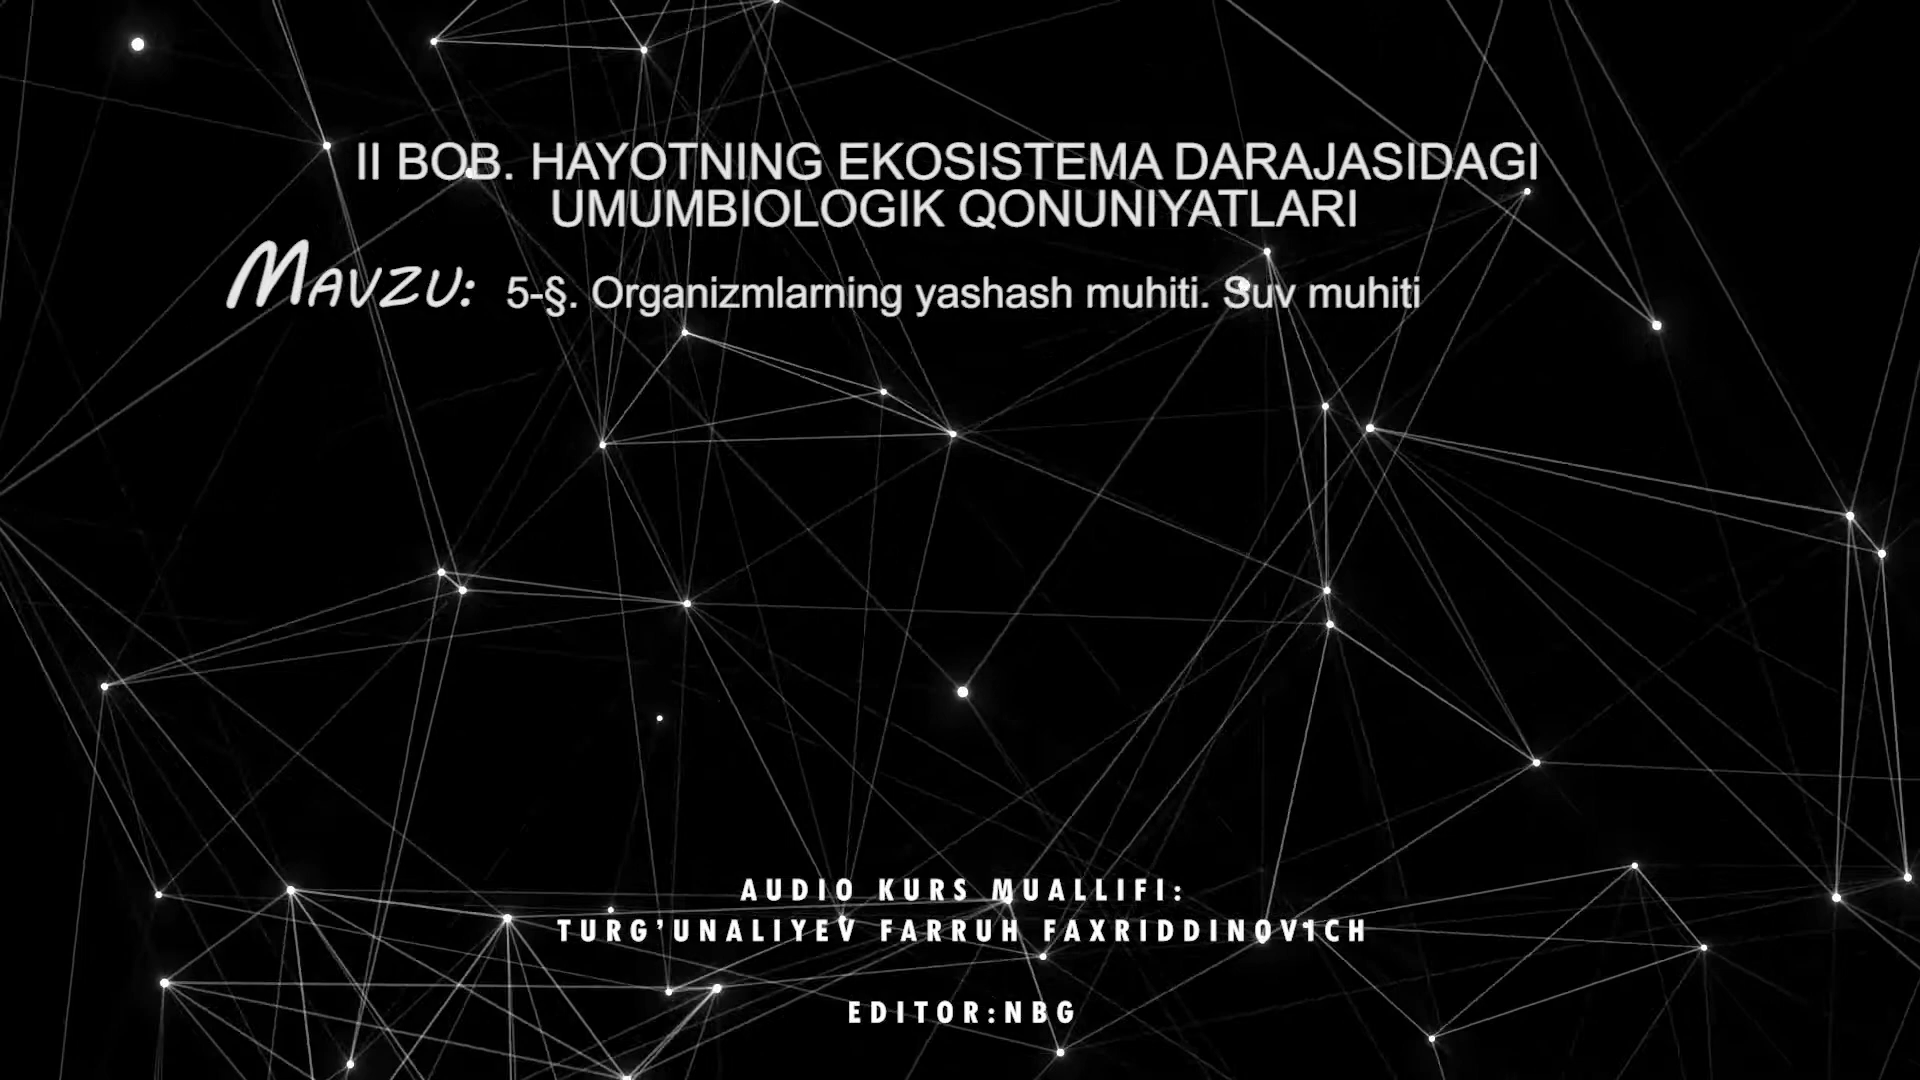 II BOB. HAYOTNING EKOSISTEMA DARAJASIDAGI
UMUMBIOLOGIK QONUNIYATLARI
MAVZU: 5-§. Organizmlarning yashash muhiti. Suv muhiti
AUDIO KURS MUALLIFI:
TURG’UNALIYEV FARRUH FAXRIDDINOVICH
EDITOR:NBG